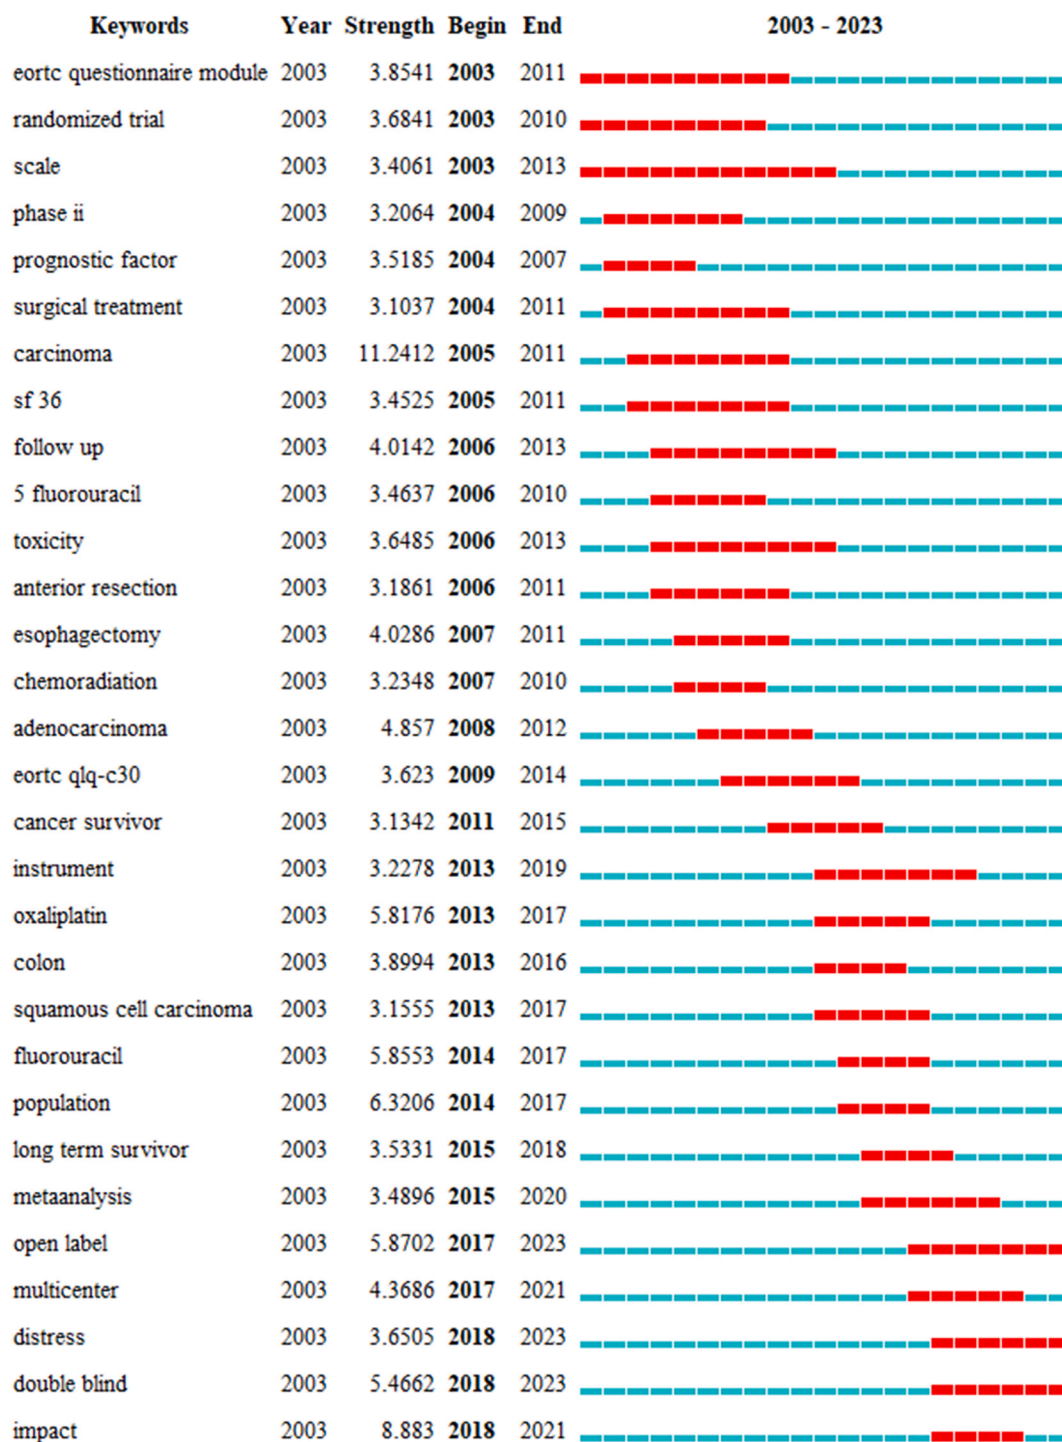 Keywords Year Strength Begin End 2003 - 2023
eortc questionnaire module 2003 3.8541 2003 2011
randomized trial 2003 3.6841 2003 2010
scale 2003 3.4061 2003 2013
phase ii 2003 3.2064 2004 2009
prognostic factor 2003 3.5185 2004 2007
surgical treatment 2003 3.1037 2004 2011
carcinoma 2003 11.2412 2005 2011
sf 36 2003 3.4525 2005 2011
follow up 2003 4.0142 2006 2013
5 fluorouracil 2003 3.4637 2006 2010
toxicity 2003 3.6485 2006 2013
anterior resection 2003 3.1861 2006 2011
esophagectomy 2003 4.0286 2007 2011
chemoradiation 2003 3.2348 2007 2010
adenocarcinoma 2003 4.857 2008 2012
eortc qlq-c30 2003 3.623 2009 2014
cancer survivor 2003 3.1342 2011 2015
instrument 2003 3.2278 2013 2019
oxaliplatin 2003 5.8176 2013 2017
colon 2003 3.8994 2013 2016
squamous cell carcinoma 2003 3.1555 2013 2017
fluorouracil 2003 5.8553 2014 2017
population 2003 6.3206 2014 2017
long term survivor 2003 3.5331 2015 2018
metaanalysis 2003 3.4896 2015 2020
open label 2003 5.8702 2017 2023
multicenter 2003 4.3686 2017 2021
distress 2003 3.6505 2018 2023
double blind 2003 5.4662 2018 2023
impact 2003 8.883 2018 2021